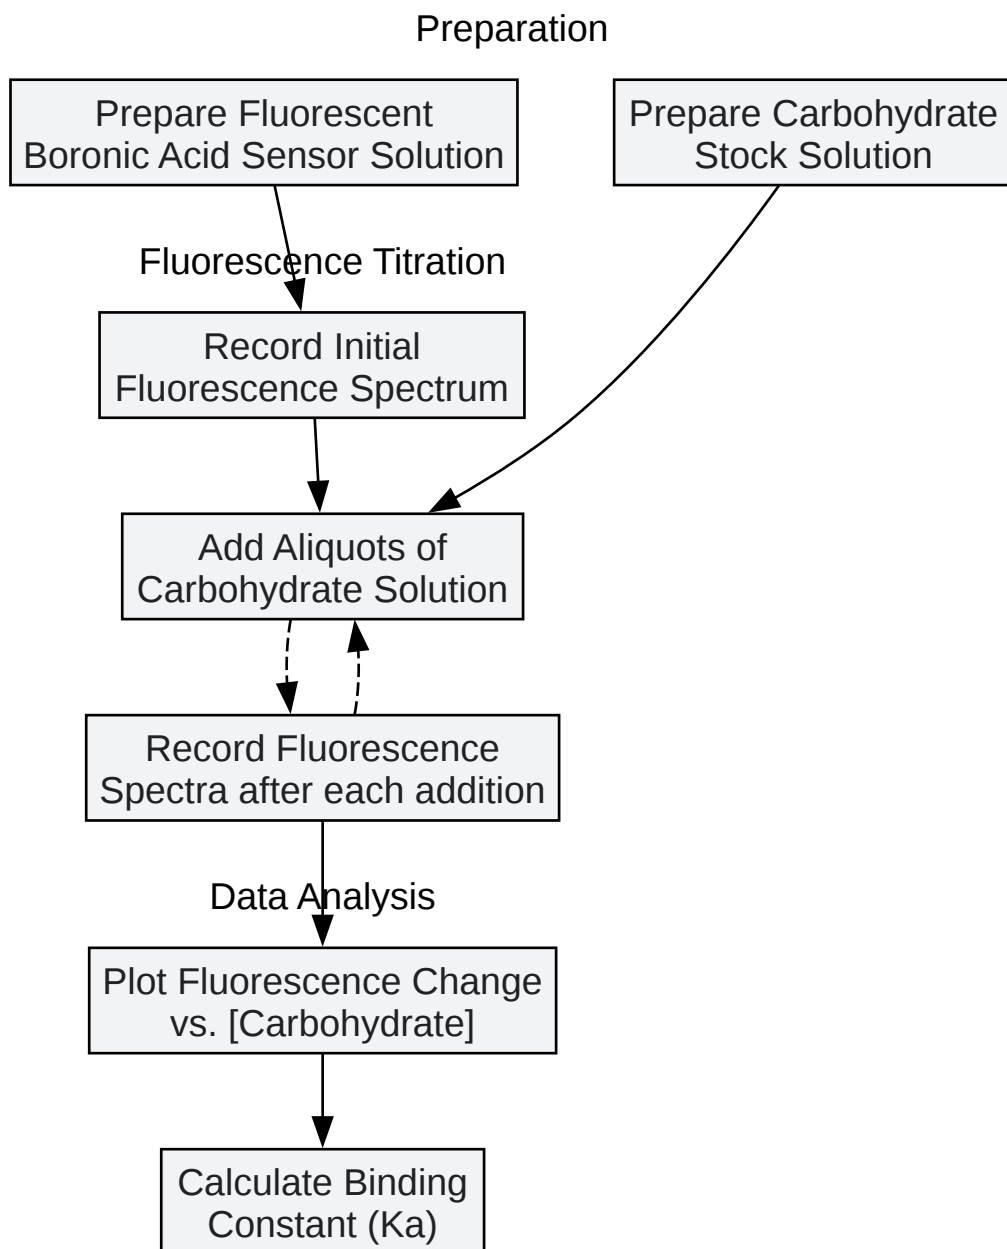 Preparation
Prepare Fluorescent
Boronic Acid Sensor Solution
Prepare Carbohydrate
Stock Solution
Fluorescence Titration
Record Initial
Fluorescence Spectrum
Add Aliquots of
Carbohydrate Solution
Record Fluorescence
Spectra after each addition
Data Analysis
Plot Fluorescence Change
vs. [Carbohydrate]
Calculate Binding
Constant (Ka)